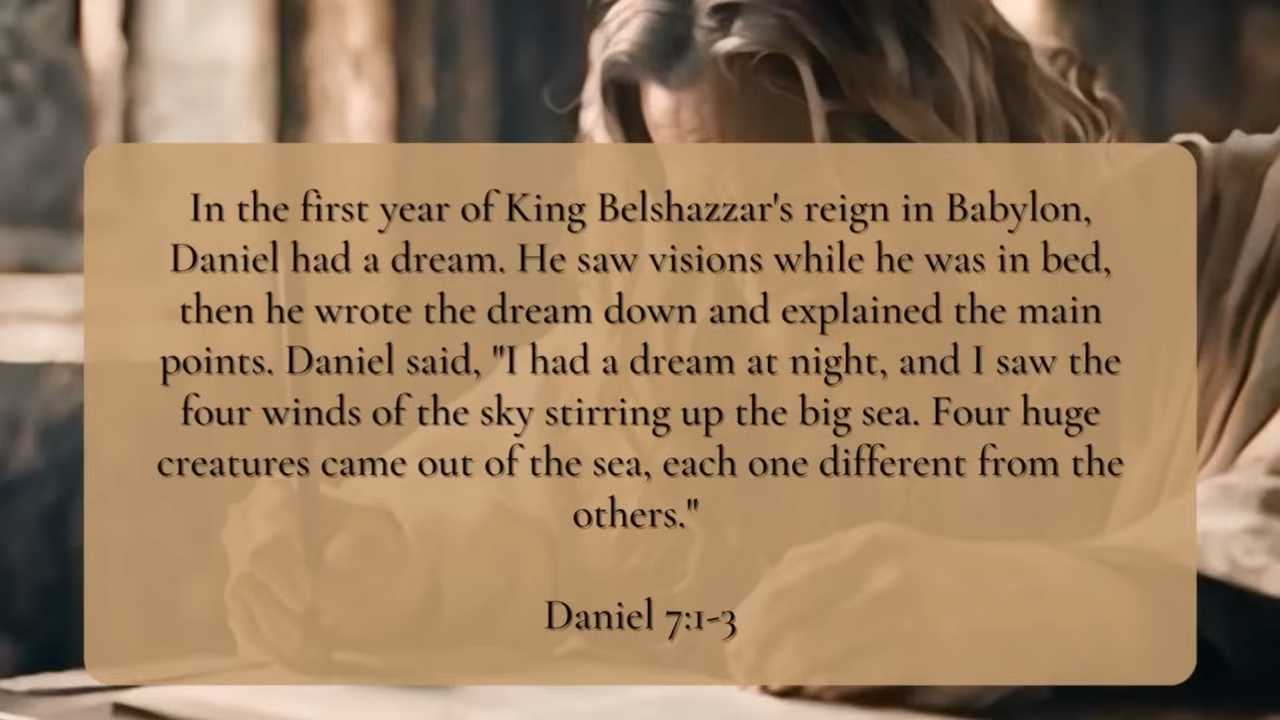 In the first year of King Belshazzar's reign in Babylon,
Daniel had a dream. He saw visions while he was in bed,
then he wrote the dream down and explained the main
points. Daniel said, "I had a dream at night, and I saw the
four winds of the sky stirring up the big sea. Four huge
creatures came out of the sea, each one different from the
others."
Daniel 7:1-3